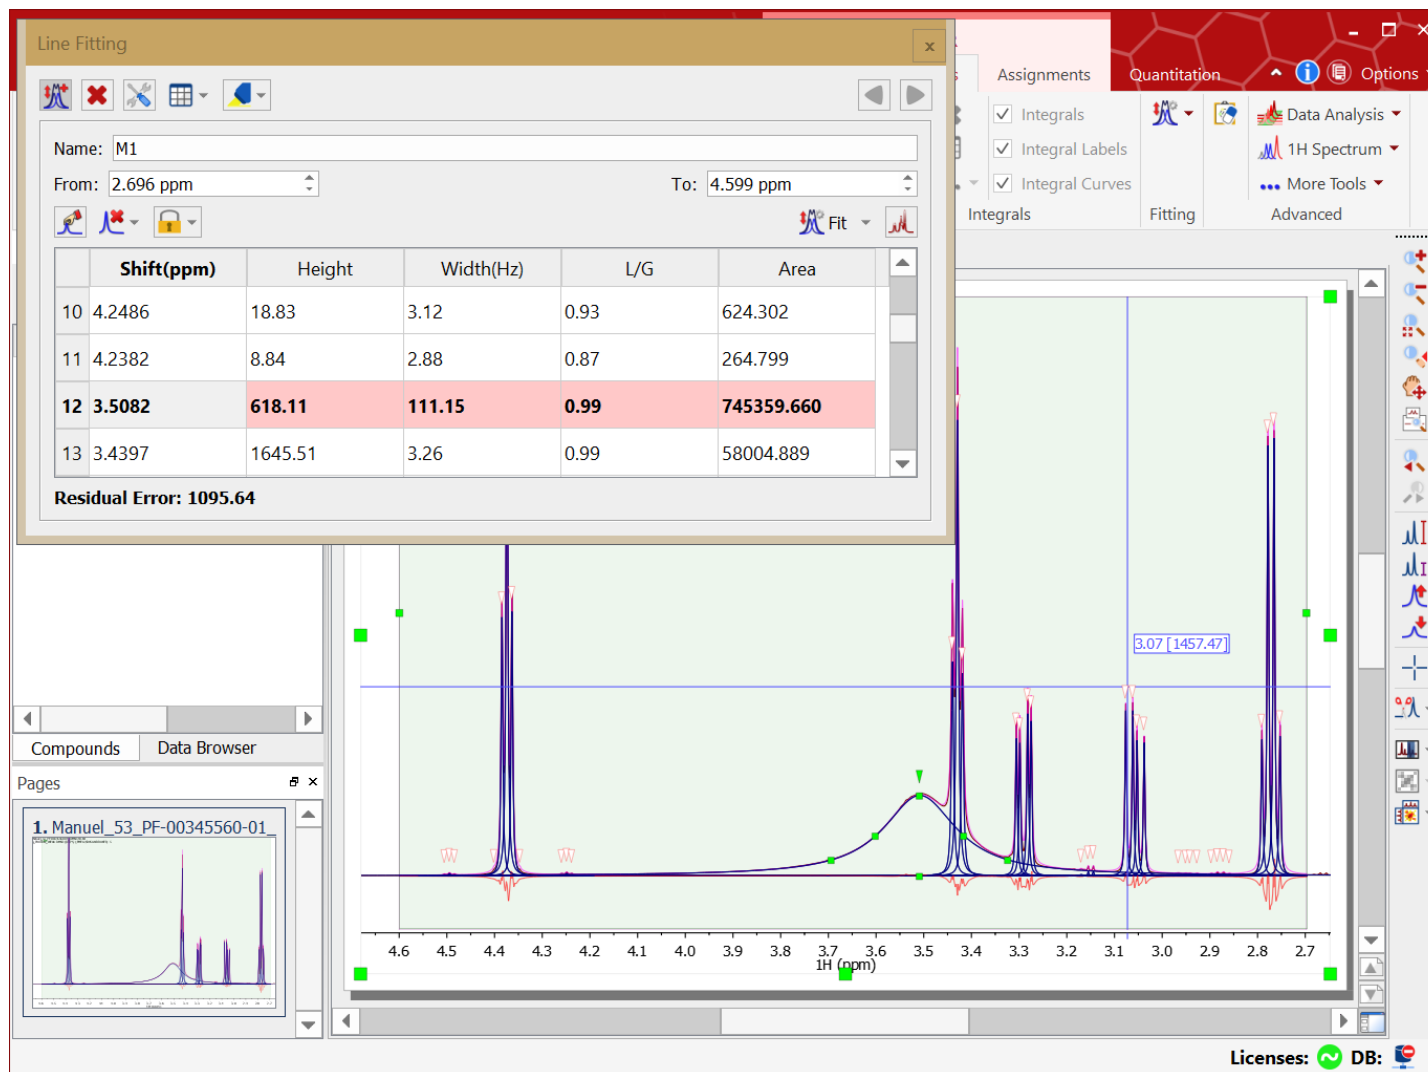 Line Fitting
x
Assignments
Quantitation
Options
Name: M1
From: 2.696 ppm
To: 4.599 ppm
Fit
Integrals
Integral Labels
Integral Curves
Integrals
Fitting
Data Analysis
1H Spectrum
More Tools
Advanced
Shift(ppm) Height Width(Hz) L/G Area
10 4.2486 18.83 3.12 0.93 624.302
11 4.2382 8.84 2.88 0.87 264.799
12 3.5082 618.11 111.15 0.99 745359.660
13 3.4397 1645.51 3.26 0.99 58004.889
Residual Error: 1095.64
3.07 [1457.47]
4.6 4.5 4.4 4.3 4.2 4.1 4.0 3.9 3.8 3.7 3.6 3.5 3.4 3.3 3.2 3.1 3.0 2.9 2.8 2.7
1H (ppm)
Compounds Data Browser
Pages
1. Manuel_53_PF-00345560-01_
Licenses: DB: